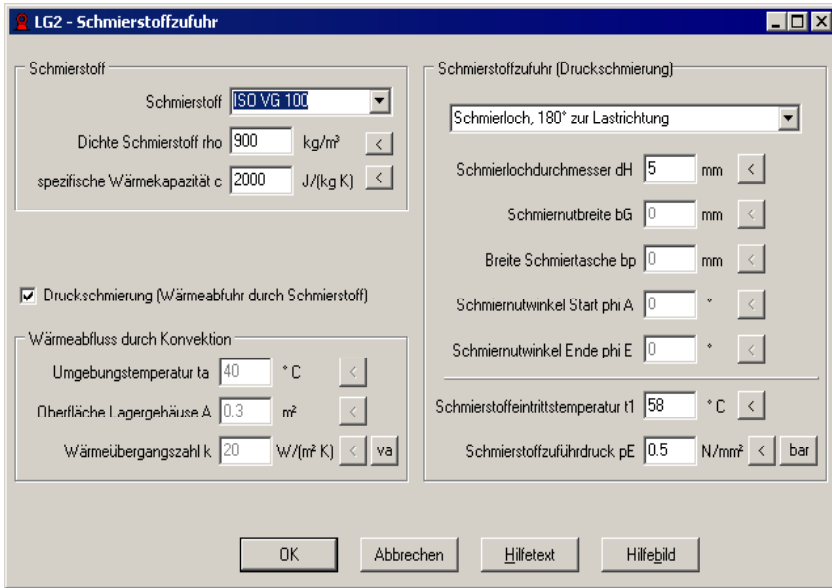 LG2 - Schmierstoffzufuhr
Schmierstoff
Schmierstoff ISO VG 100
Dichte Schmierstoff rho 900 kg/m³ <
spezifische Wärmekapazität c 2000 J/(kg K) <
Druckschmierung (Wärmeabfuhr durch Schmierstoff)
Wärmeabfluss durch Konvektion
Umgebungstemperatur ta 40 ° C <
Oberfläche Lagergehäuse A 0.3 m² <
Wärmeübergangszahl k 20 W/(m² K) < va
Schmierstoffzufuhr (Druckschmierung)
Schmierloch, 180° zur Lastrichtung
Schmierlochdurchmesser dH 5 mm <
Schmiernutbreite bG 0 mm <
Breite Schmiertasche bp 0 mm <
Schmiernutwinkel Start phi A 0 ° <
Schmiernutwinkel Ende phi E 0 ° <
Schmierstoffeintrittstemperatur t1 58 ° C <
Schmierstoffzuführdruck pE 0.5 N/mm² < bar
OK Abbrechen Hilfetext Hilfebild